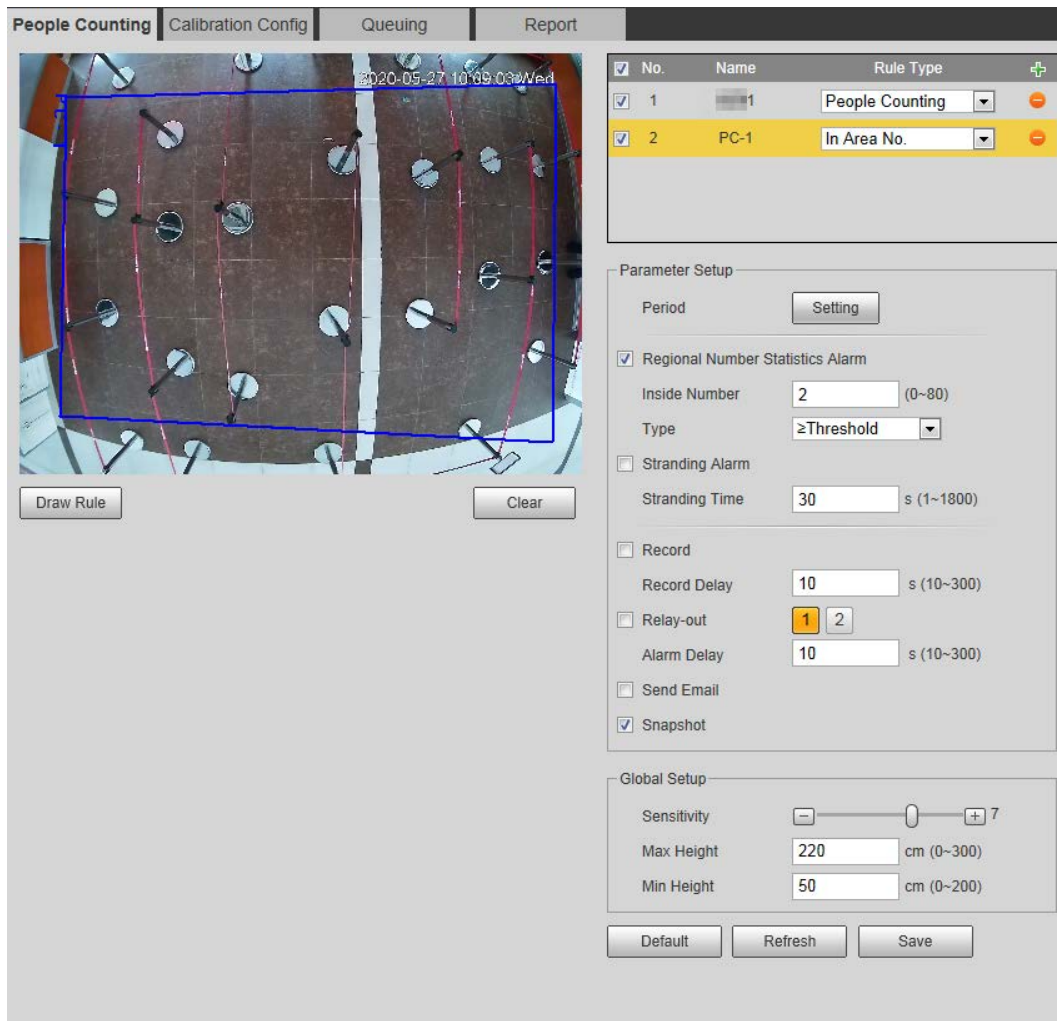 People Counting Calibration Config Queuing Report
2020-05-27 10:09:03 Wed
No. Name Rule Type
1 1 People Counting
2 PC-1 In Area No.
Parameter Setup
Period Setting
Regional Number Statistics Alarm
Inside Number 2 (0~80)
Type ≥Threshold
Stranding Alarm
Stranding Time 30 s (1~1800)
Draw Rule Clear
Record
Record Delay 10 s (10~300)
Relay-out 1 2
Alarm Delay 10 s (10~300)
Send Email
Snapshot
Global Setup
Sensitivity 7
Max Height 220 cm (0~300)
Min Height 50 cm (0~200)
Default Refresh Save